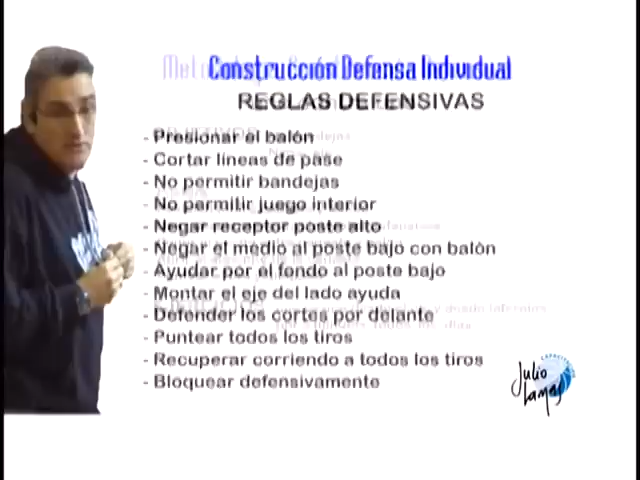 Construcción Defensa Individual
REGLAS DEFENSIVAS
- Presionar el balón
- Cortar líneas de pase
- No permitir bandejas
- No permitir juego interior
- Negar receptor poste alto
- Negar el medio al poste bajo con balón
- Ayudar por el fondo al poste bajo
- Montar el eje del lado ayuda
- Defender los cortes por delante
- Puntear todos los tiros
- Recuperar corriendo a todos los tiros
- Bloquear defensivamente
Julio
Lamas